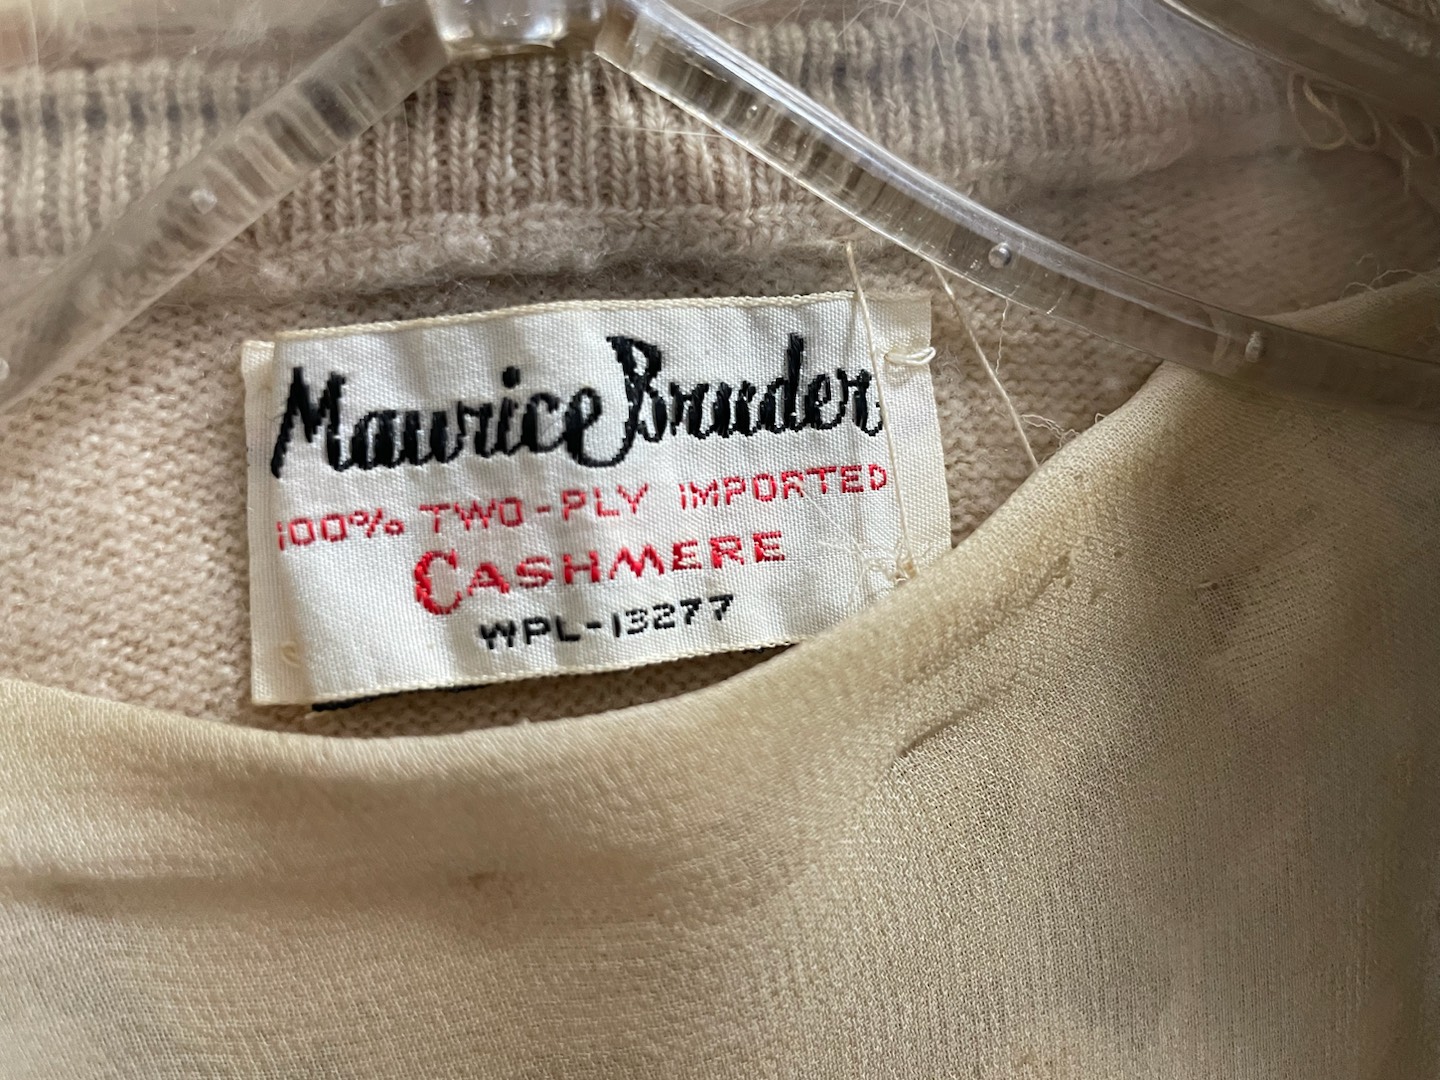 Maurice Bruder
100% TWO-PLY IMPORTED
CASHMERE
WPL-13277